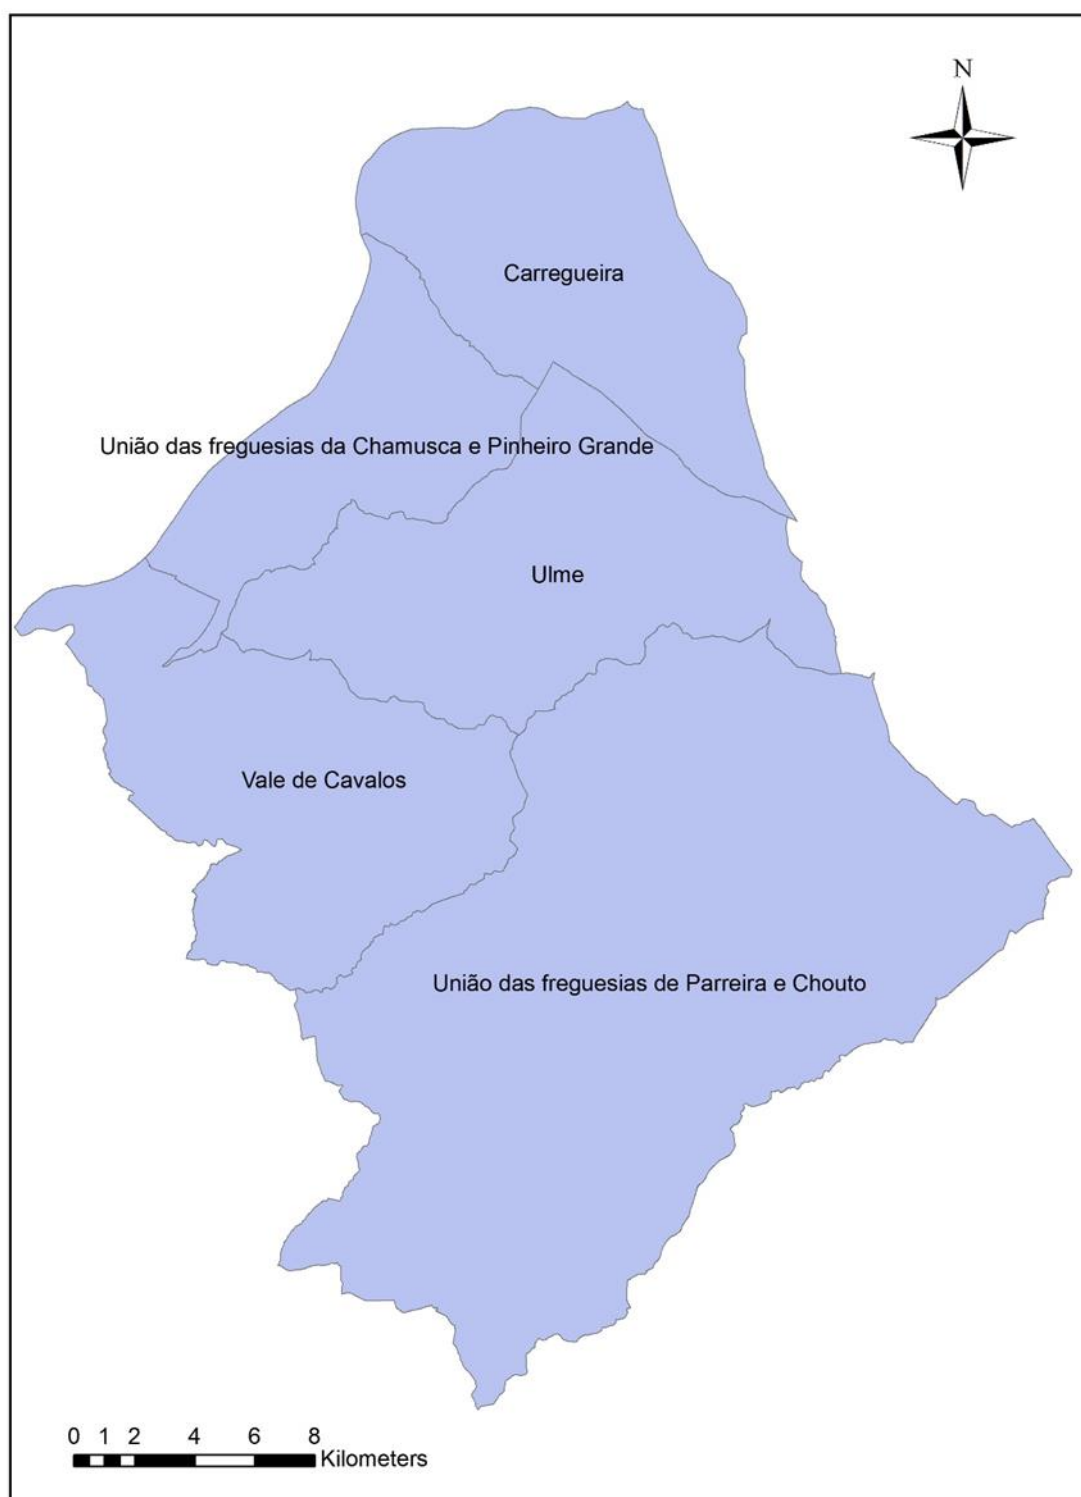 N
Carregueira
União das freguesias da Chamusca e Pinheiro Grande
Ulme
Vale de Cavalos
União das freguesias de Parreira e Chouto
0 1 2 4 6 8
Kilometers